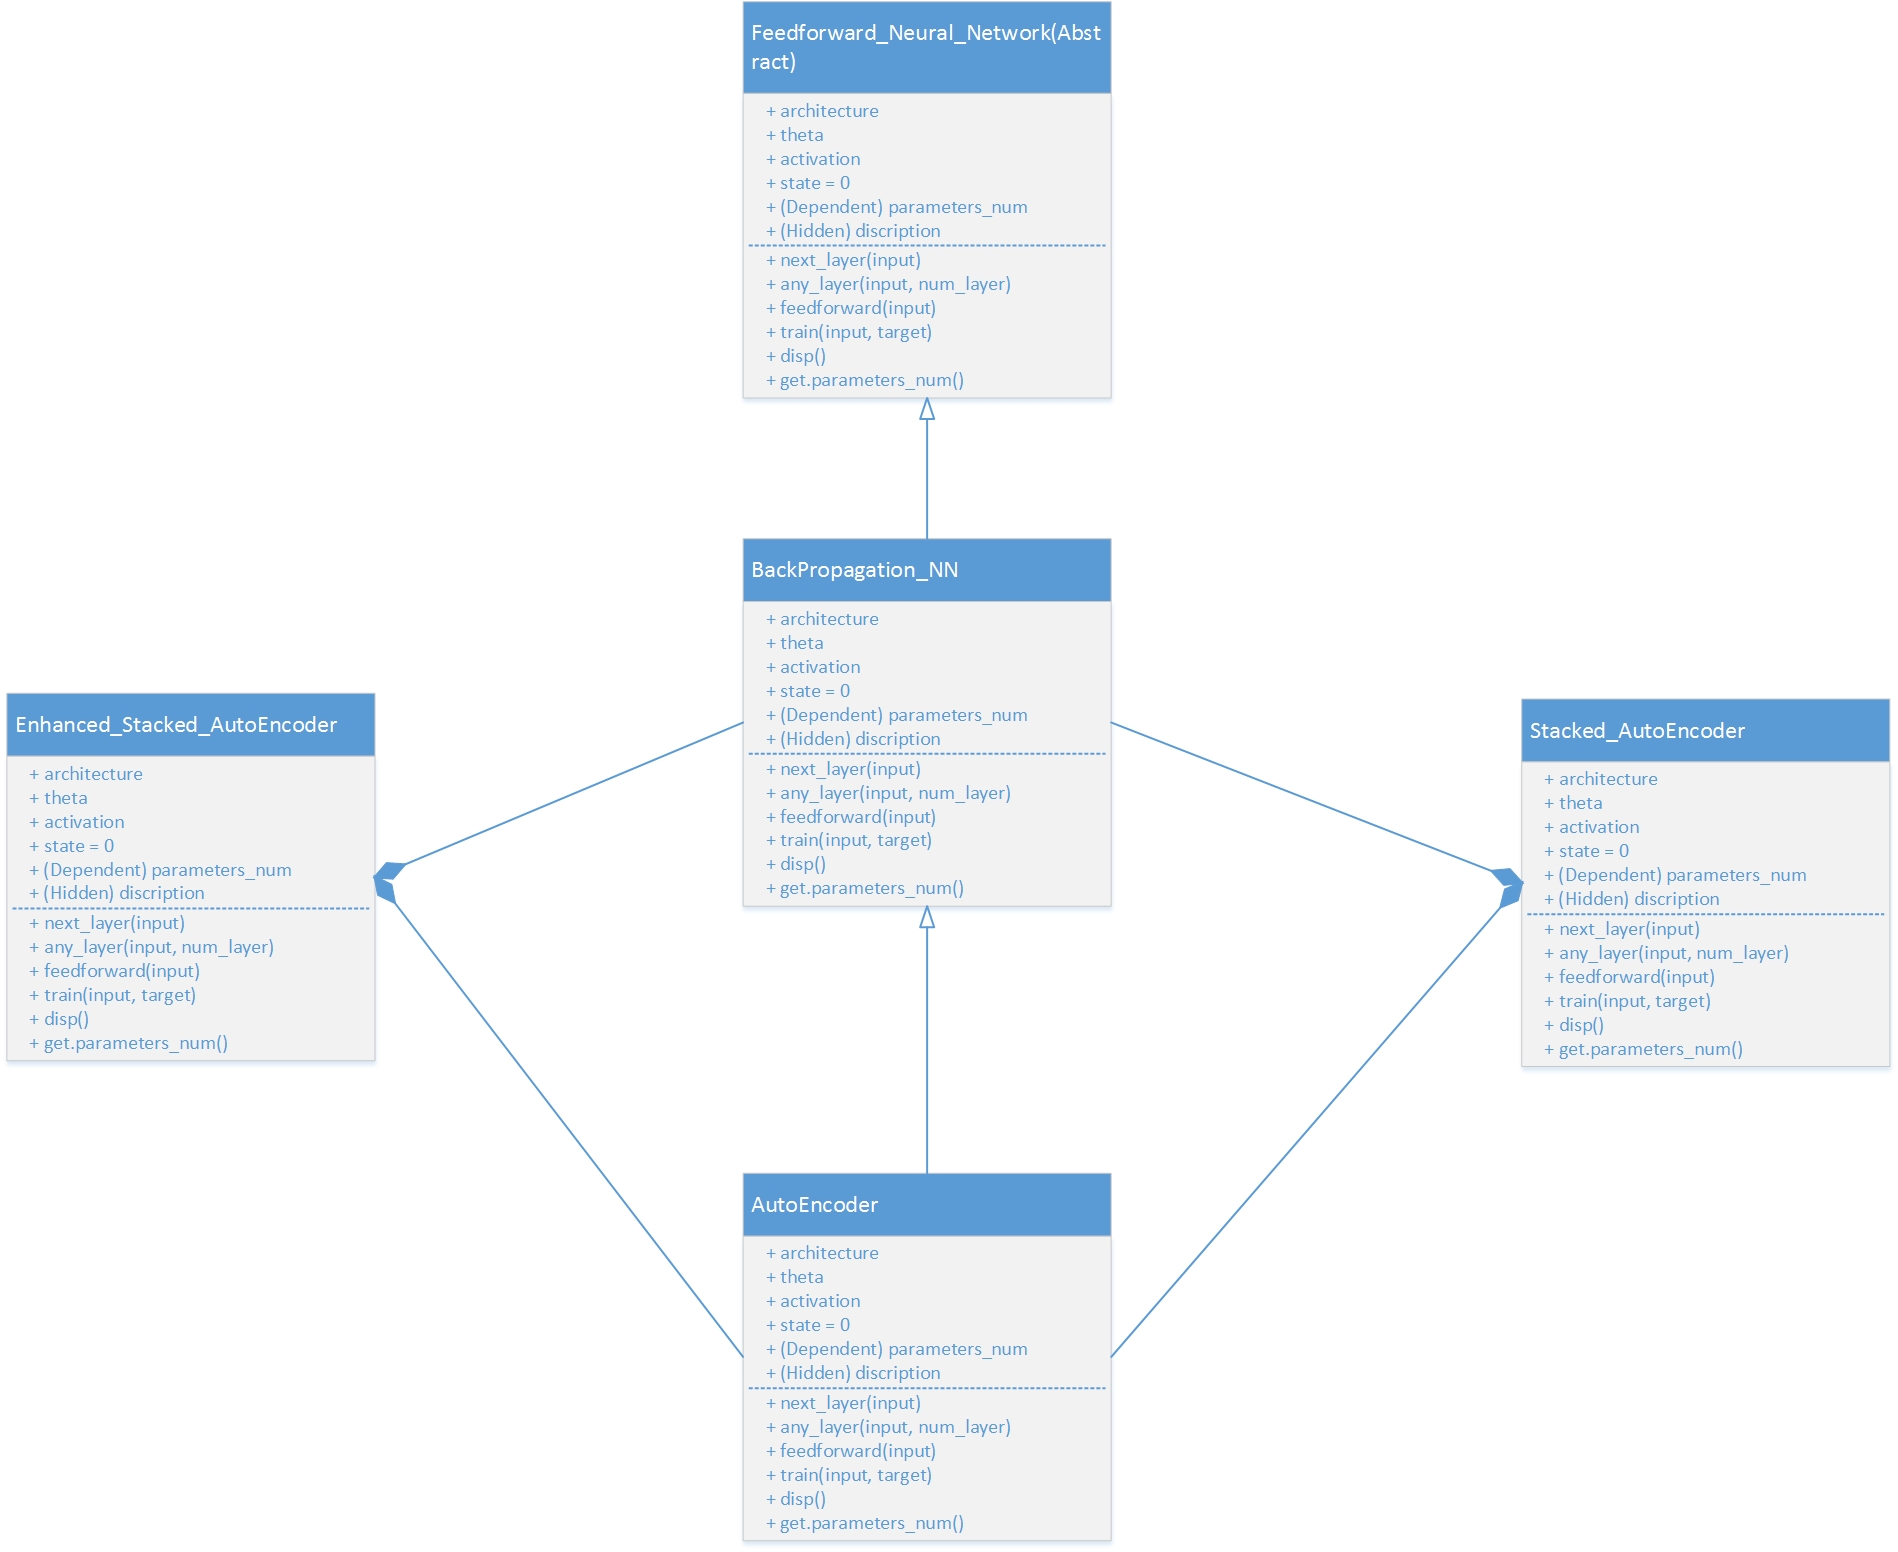 Feedforward_Neural_Network(Abst
ract)
+ architecture
+ theta
+ activation
+ state = 0
+ (Dependent) parameters_num
+ (Hidden) discription
+ next_layer(input)
+ any_layer(input, num_layer)
+ feedforward(input)
+ train(input, target)
+ disp()
+ get.parameters_num()
BackPropagation_NN
+ architecture
+ theta
+ activation
+ state = 0
+ (Dependent) parameters_num
+ (Hidden) discription
+ next_layer(input)
+ any_layer(input, num_layer)
+ feedforward(input)
+ train(input, target)
+ disp()
+ get.parameters_num()
Enhanced_Stacked_AutoEncoder
+ architecture
+ theta
+ activation
+ state = 0
+ (Dependent) parameters_num
+ (Hidden) discription
+ next_layer(input)
+ any_layer(input, num_layer)
+ feedforward(input)
+ train(input, target)
+ disp()
+ get.parameters_num()
Stacked_AutoEncoder
+ architecture
+ theta
+ activation
+ state = 0
+ (Dependent) parameters_num
+ (Hidden) discription
+ next_layer(input)
+ any_layer(input, num_layer)
+ feedforward(input)
+ train(input, target)
+ disp()
+ get.parameters_num()
AutoEncoder
+ architecture
+ theta
+ activation
+ state = 0
+ (Dependent) parameters_num
+ (Hidden) discription
+ next_layer(input)
+ any_layer(input, num_layer)
+ feedforward(input)
+ train(input, target)
+ disp()
+ get.parameters_num()